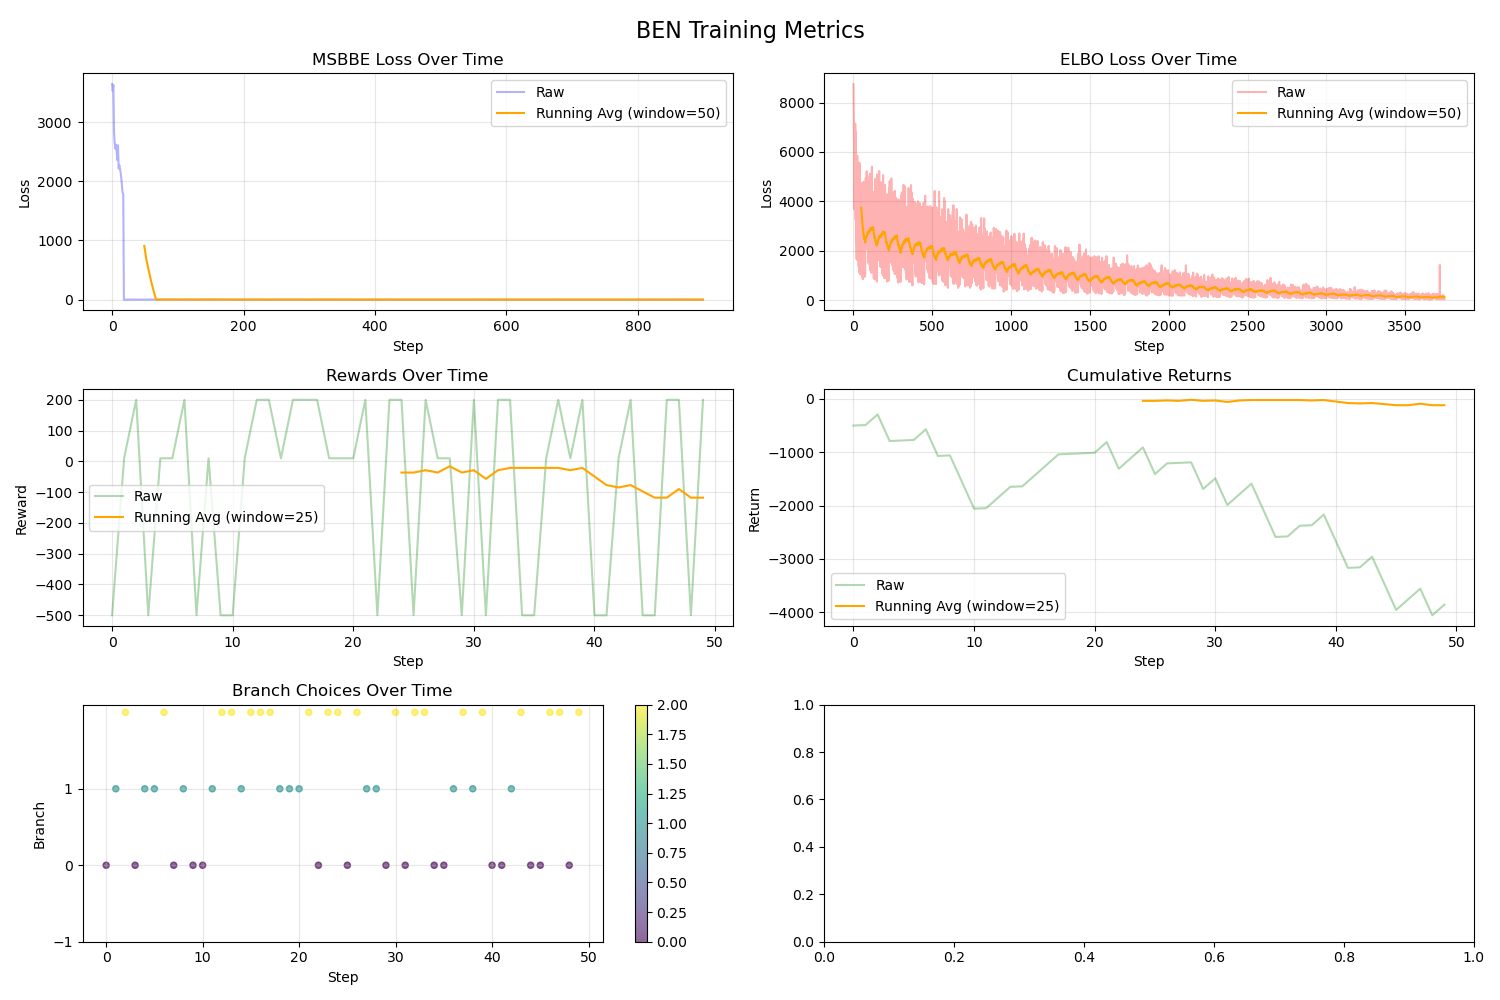 BEN Training Metrics
MSBBE Loss Over Time
Loss
3000
2000
1000
0
Raw
Running Avg (window=50)
0 200 400 600 800
Step
ELBO Loss Over Time
Loss
8000
6000
4000
2000
0
Raw
Running Avg (window=50)
0 500 1000 1500 2000 2500 3000 3500
Step
Rewards Over Time
Reward
200
100
0
−100
−200
−300
−400
−500
Raw
Running Avg (window=25)
0 10 20 30 40 50
Step
Cumulative Returns
Return
0
−1000
−2000
−3000
−4000
Raw
Running Avg (window=25)
0 10 20 30 40 50
Step
Branch Choices Over Time
Branch
1
0
−1
0 10 20 30 40 50
Step
2.00
1.75
1.50
1.25
1.00
0.75
0.50
0.25
0.00
1.0
0.8
0.6
0.4
0.2
0.0
0.0 0.2 0.4 0.6 0.8 1.0